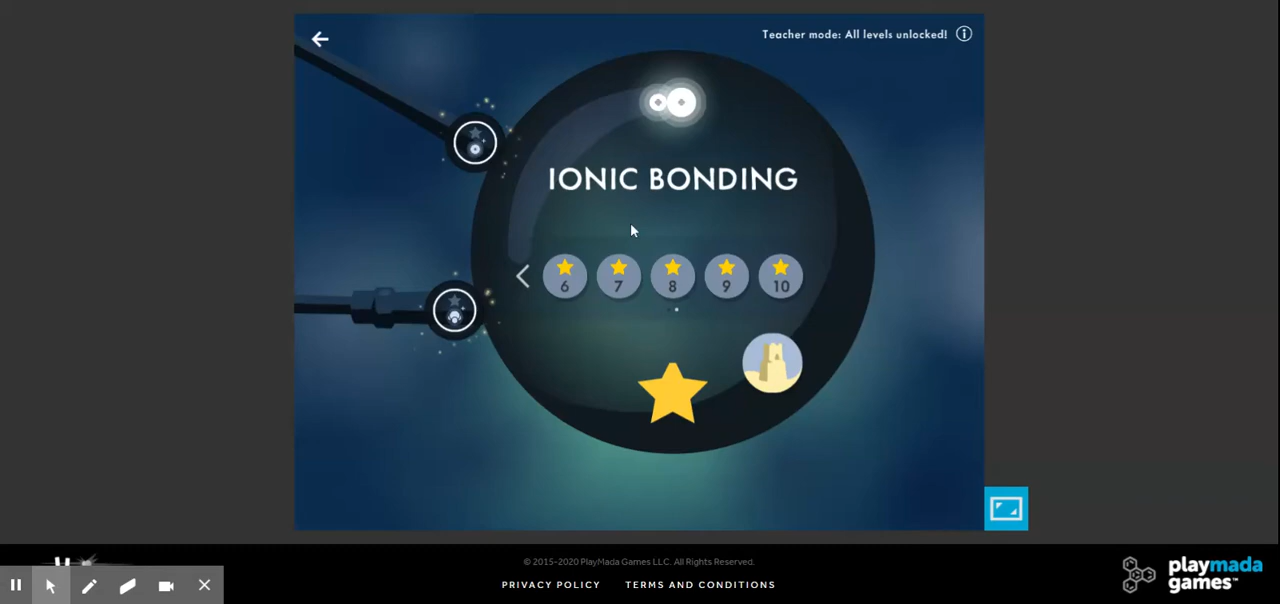 Teacher mode: All levels unlocked!
IONIC BONDING
6 7 8 9 10
© 2015-2020 PlayMada Games LLC. All Rights Reserved.
PRIVACY POLICY TERMS AND CONDITIONS
playmada
games™